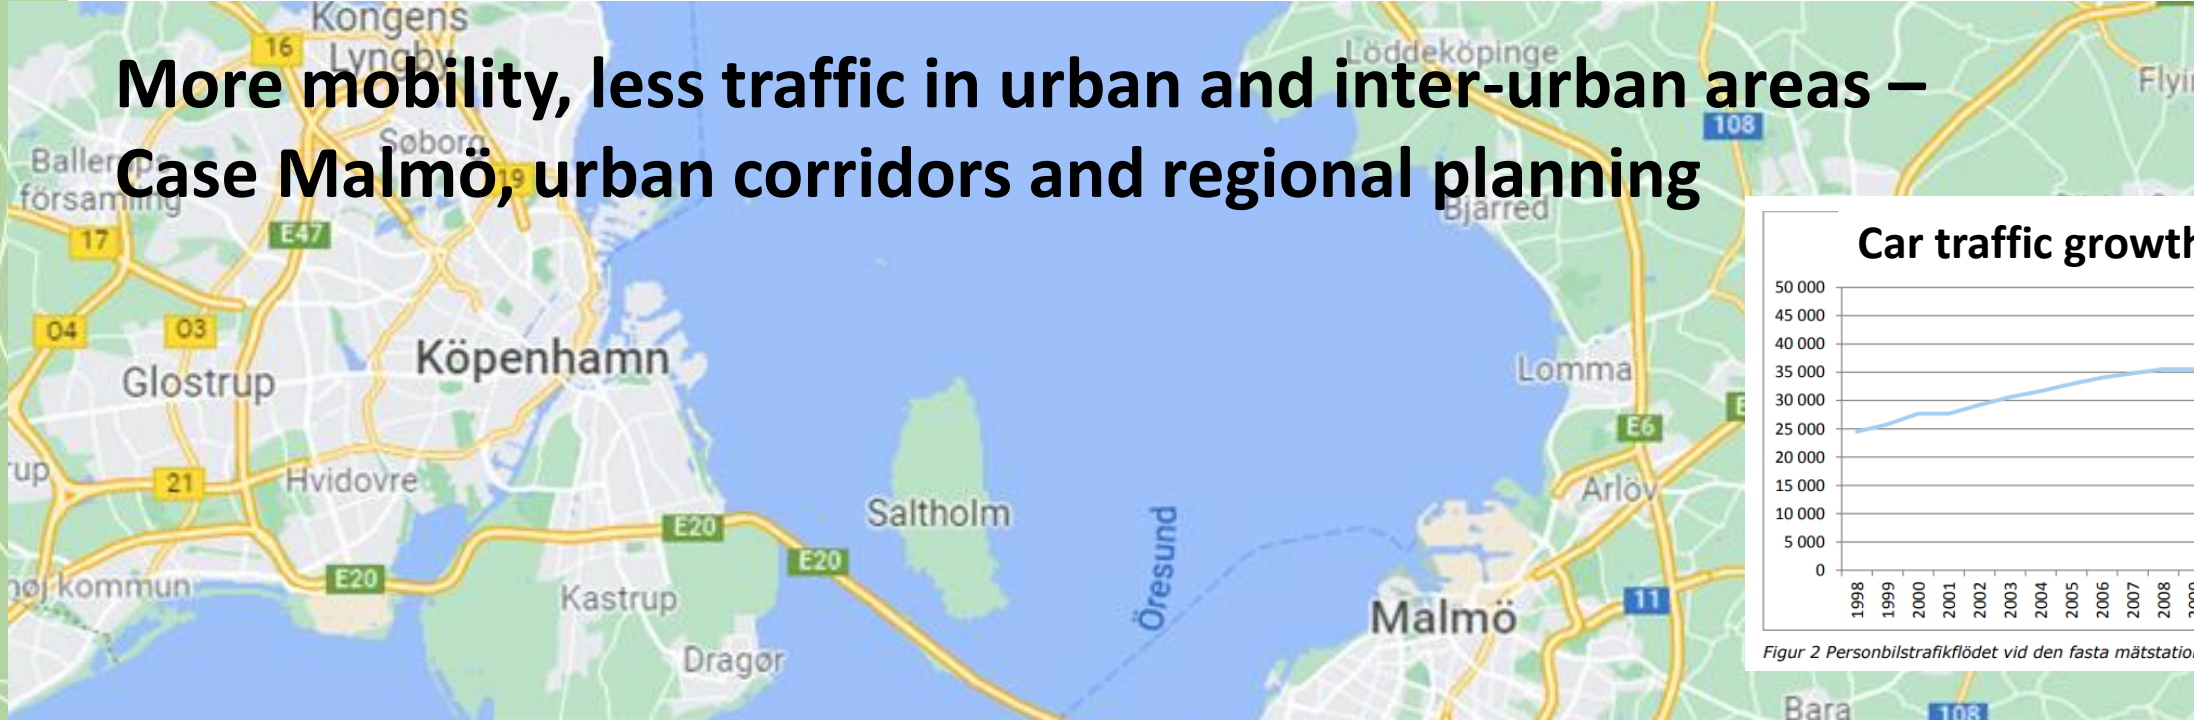 More mobility, less traffic in urban and inter-urban areas –
Case Malmö, urban corridors and regional planning
Kongens
Lyngby
16
Löddeköpinge
108
Søborg
19
E47
17
Bjärred
04
03
Köpenhamn
Glostrup
Lomma
E6
21
Hvidovre
Arlöv
Saltholm
E20
E20
E20
Öresund
Kastrup
kommun
11
Malmö
Dragør
Bara
108
Car traffic growth
50 000
45 000
40 000
35 000
30 000
25 000
20 000
15 000
10 000
5 000
0
1998
1999
2000
2001
2002
2003
2004
2005
2006
2007
2008
Figur 2 Personbilstrafikflödet vid den fasta